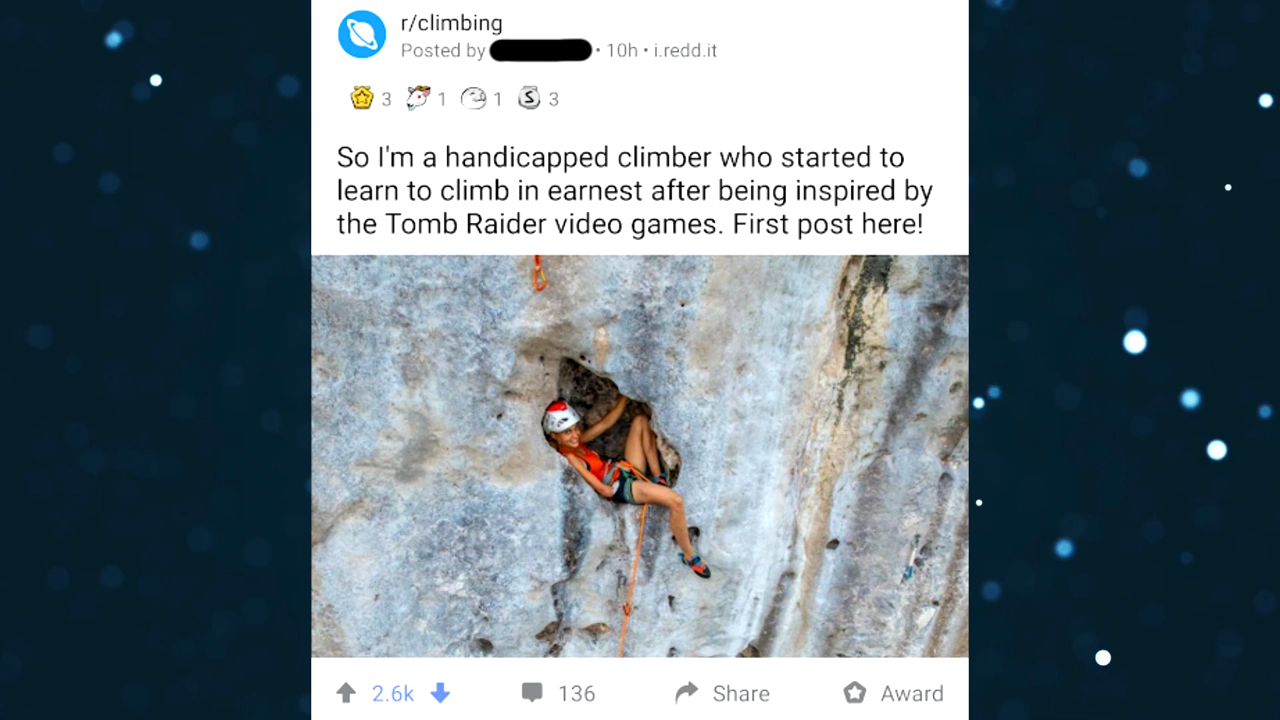 r/climbing
Posted by • 10h • i.redd.it
3 1 1 S 3
So I'm a handicapped climber who started to
learn to climb in earnest after being inspired by
the Tomb Raider video games. First post here!
2.6k 136 Share Award